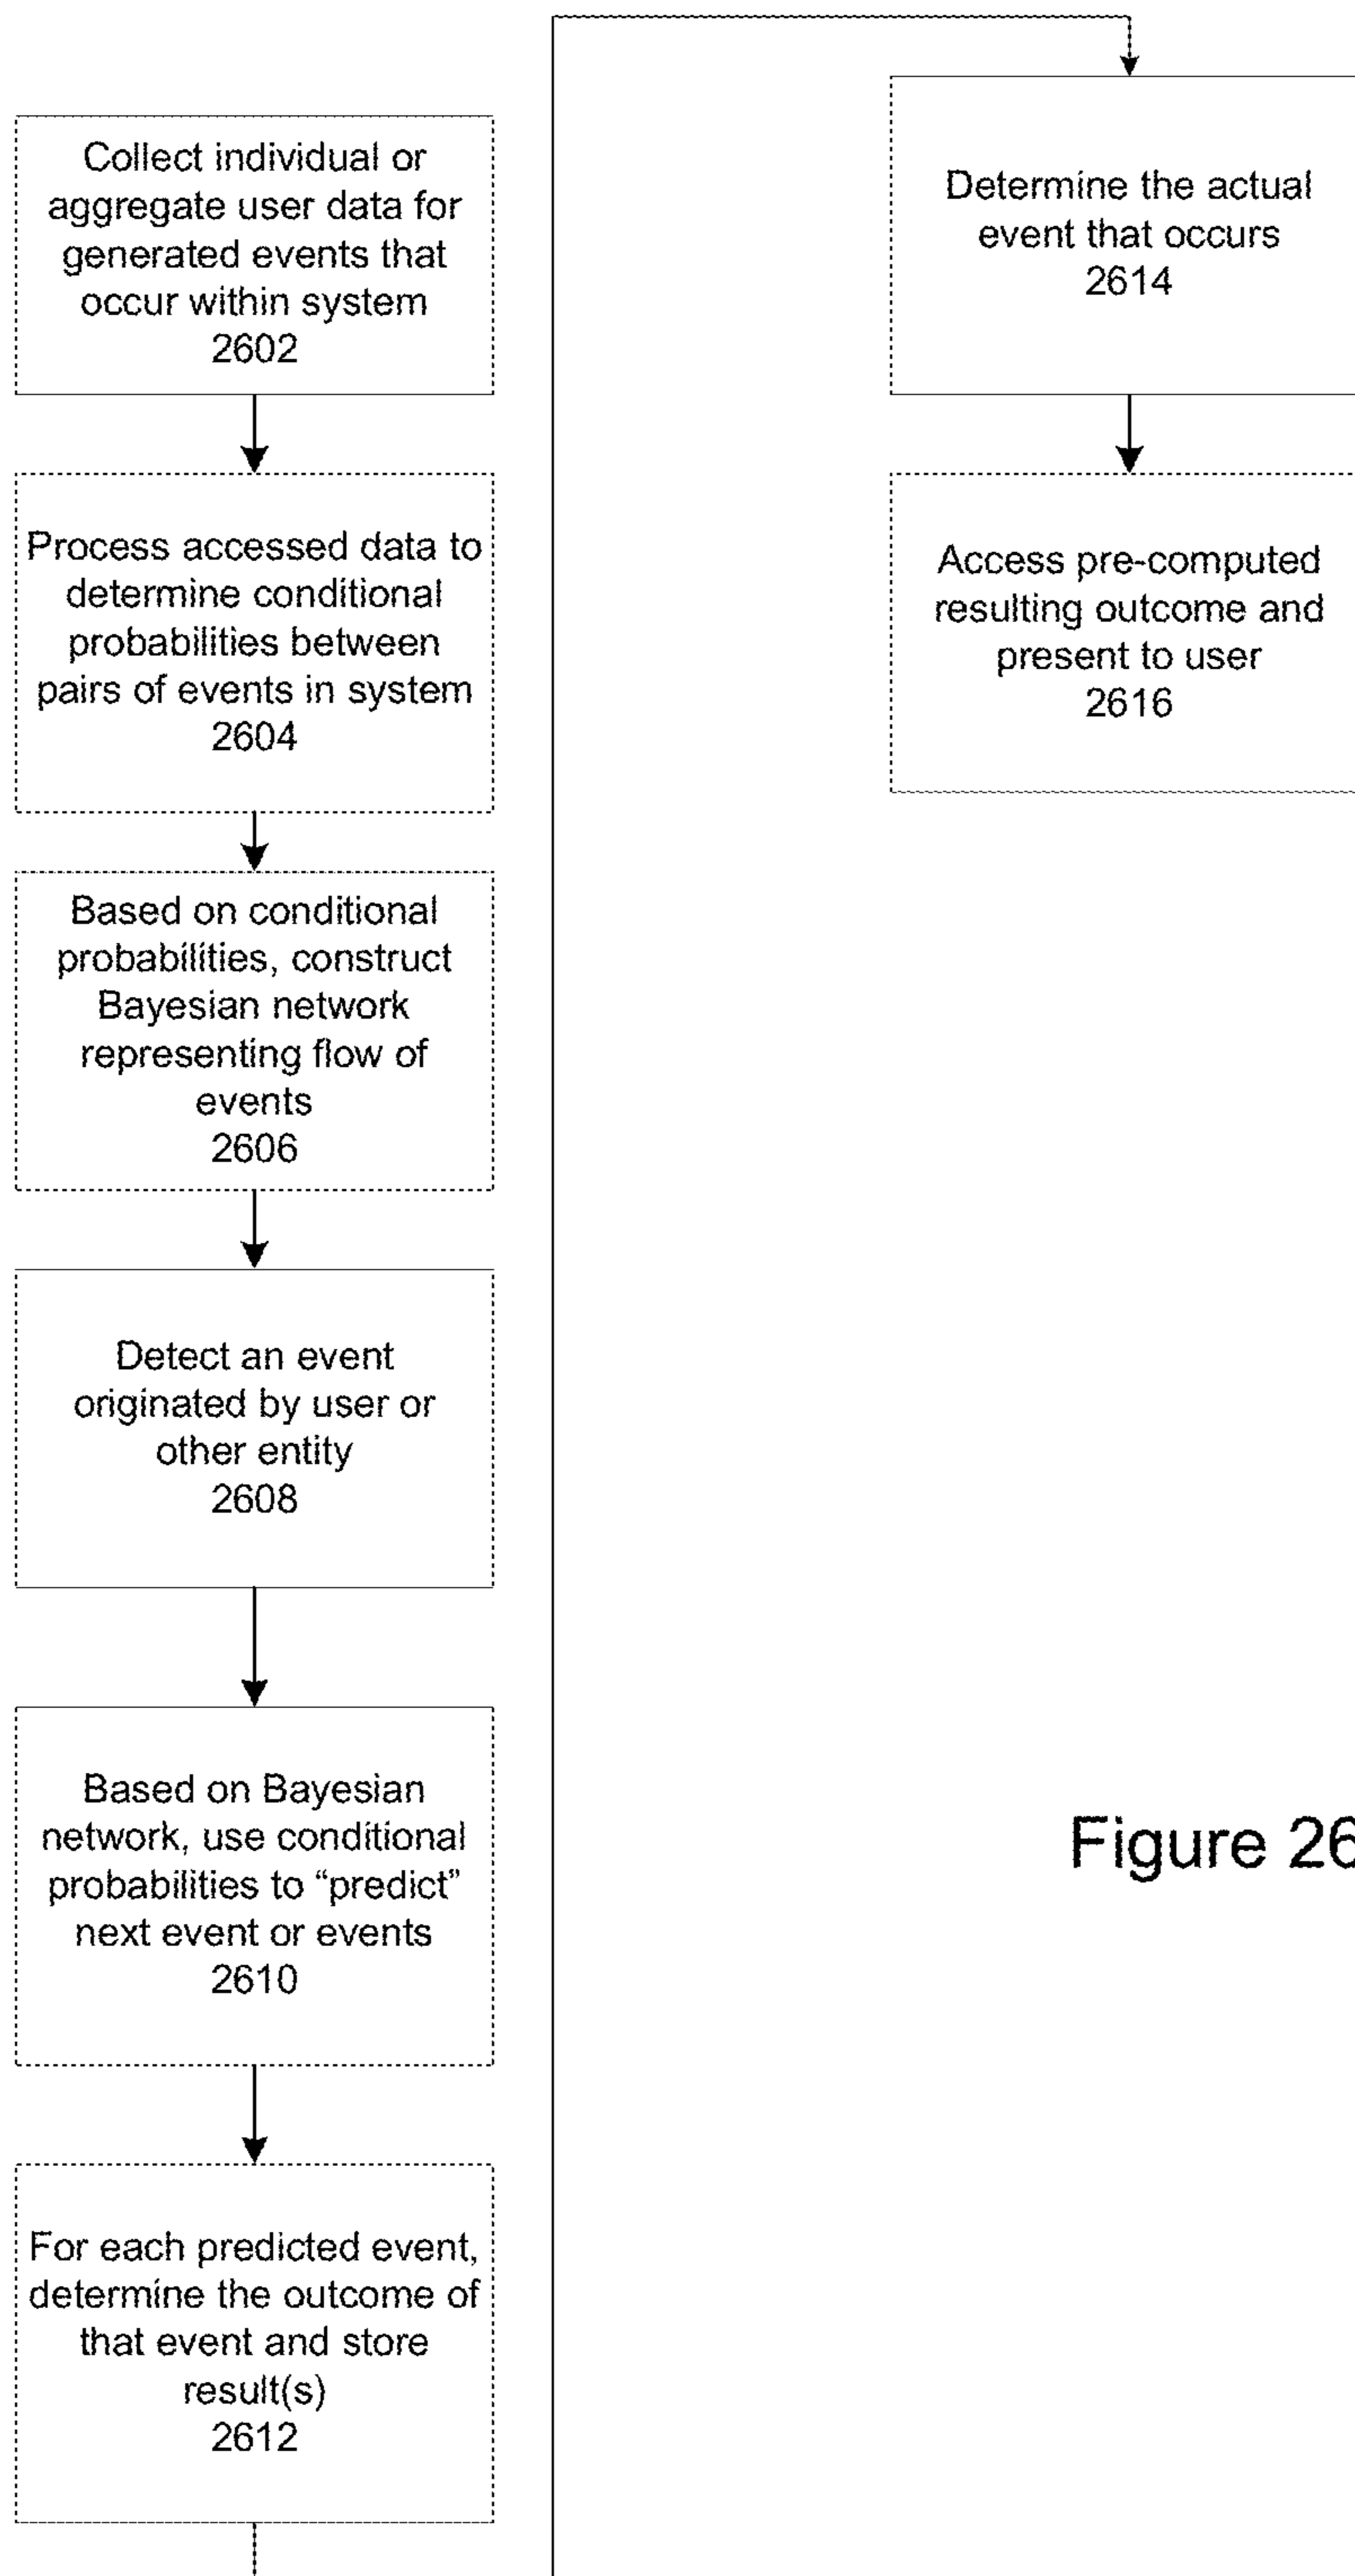 Collect individual or
aggregate user data for
generated events that
occur within system
2602
Process accessed data to
determine conditional
probabilities between
pairs of events in system
2604
Based on conditional
probabilities, construct
Bayesian network
representing flow of
events
2606
Detect an event
originated by user or
other entity
2608
Based on Bayesian
network, use conditional
probabilities to “predict”
next event or events
2610
For each predicted event,
determine the outcome of
that event and store
result(s)
2612
Determine the actual
event that occurs
2614
Access pre-computed
resulting outcome and
present to user
2616
Figure 26